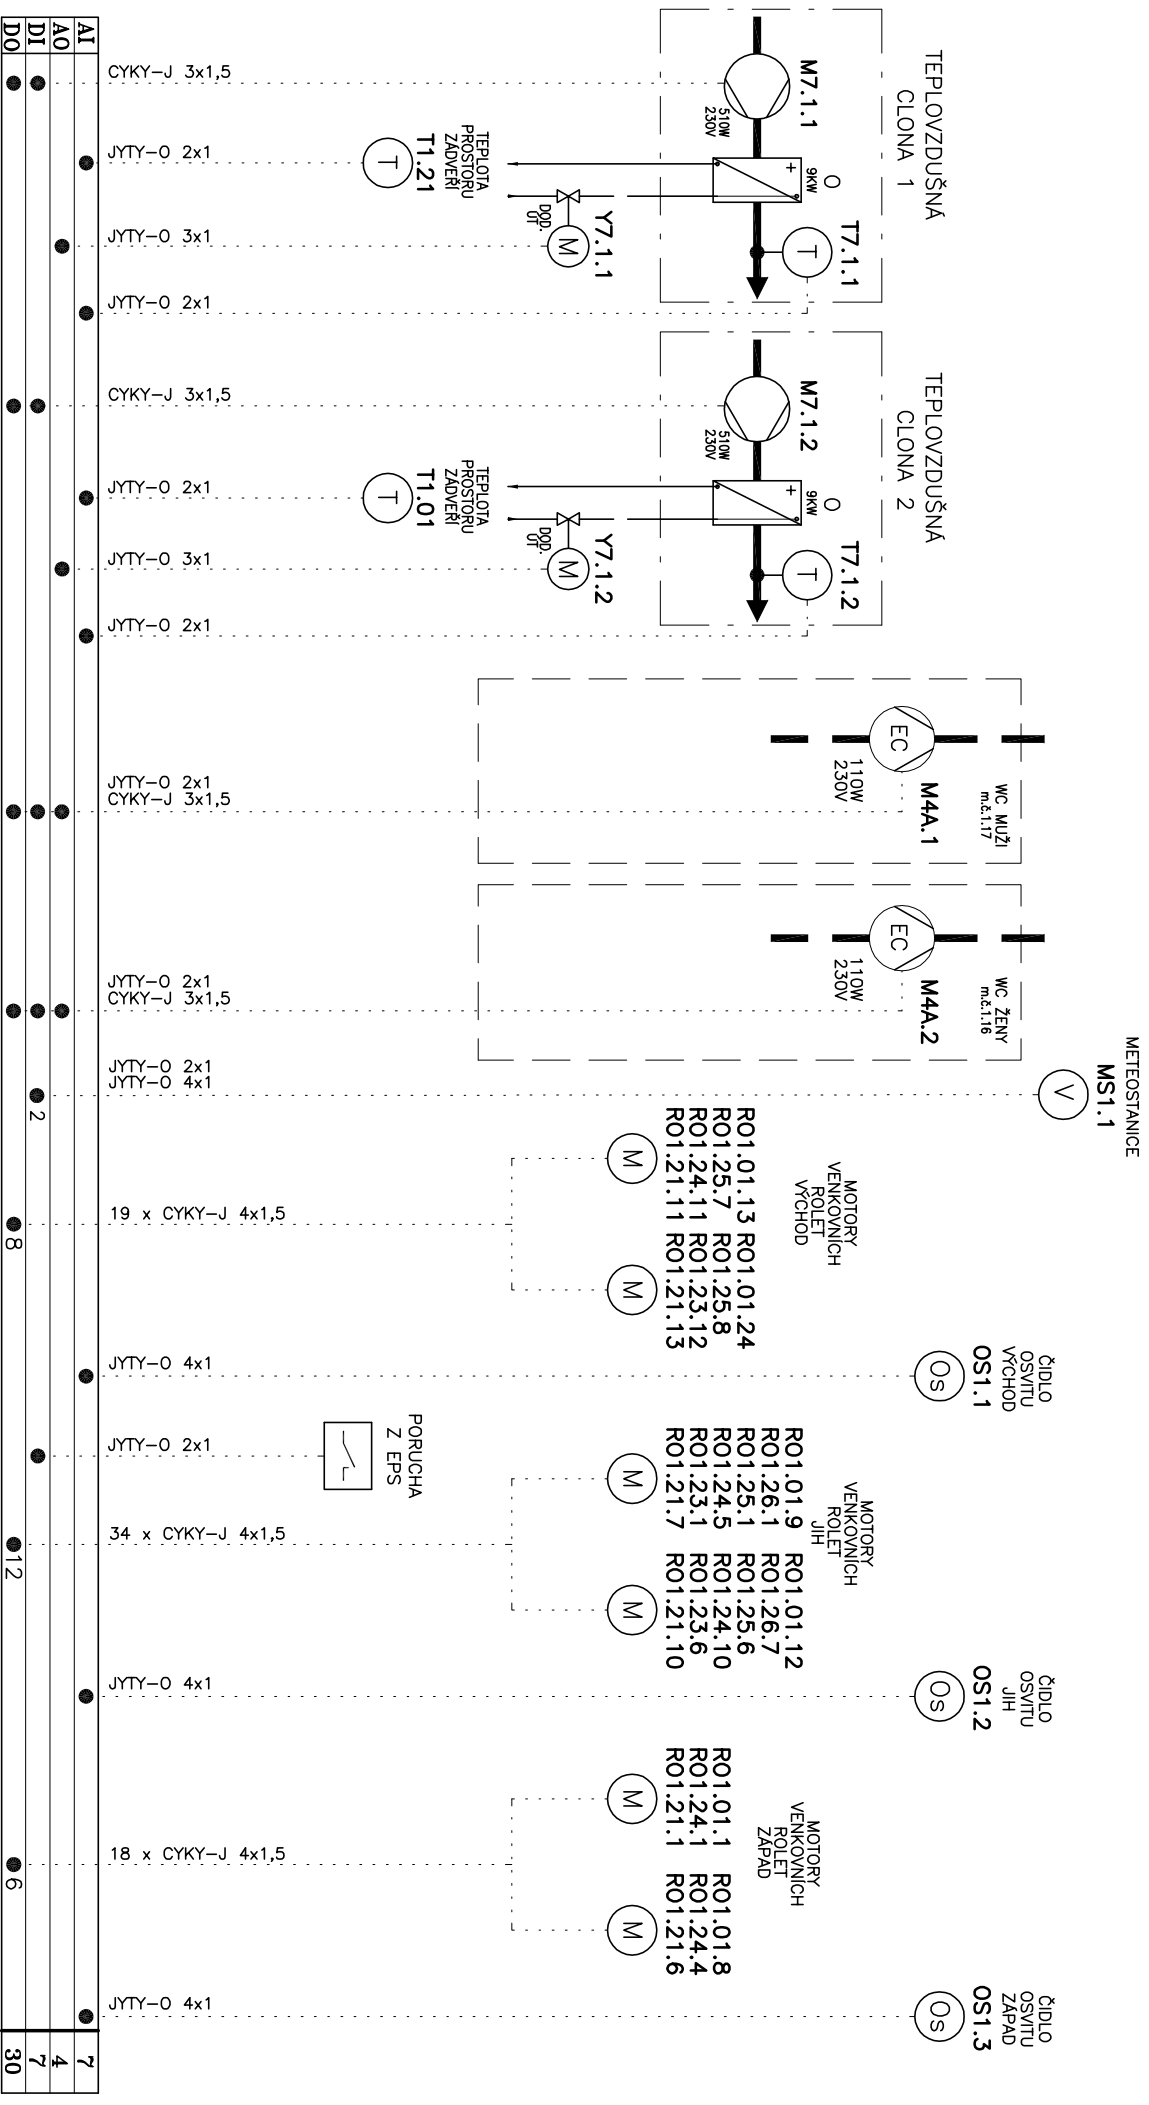 TEPLOVZDUŠNÁ
CLONA 1
M7.1.1
510W
230V
O
9KW
+
T7.1.1
T
Y7.1.1
M
DOD.
ÚT
TEPLOTA
PROSTORU
ZÁDVEŘÍ
T1.21
T
TEPLOVZDUŠNÁ
CLONA 2
M7.1.2
510W
230V
O
9KW
+
T7.1.2
T
Y7.1.2
M
DOD.
ÚT
TEPLOTA
PROSTORU
ZÁDVEŘÍ
T1.01
T
WC MUŽI
m.č.1.17
EC
M4A.1
110W
230V
WC ŽENY
m.č.1.16
EC
M4A.2
110W
230V
METEOSTANICE
MS1.1
V
MOTORY
VENKOVNÍCH
ROLET
VÝCHOD
RO1.01.13 RO1.01.24
RO1.25.7 RO1.25.8
RO1.24.11 RO1.23.12
RO1.21.11 RO1.21.13
M M
ČIDLO
OSVITU
VÝCHOD
OS1.1
Os
PORUCHA
Z EPS
MOTORY
VENKOVNÍCH
ROLET
JIH
RO1.01.9 RO1.01.12
RO1.26.1 RO1.26.7
RO1.25.1 RO1.25.6
RO1.24.5 RO1.24.10
RO1.23.1 RO1.23.6
RO1.21.7 RO1.21.10
M M
ČIDLO
OSVITU
JIH
OS1.2
Os
MOTORY
VENKOVNÍCH
ROLET
ZÁPAD
RO1.01.1 RO1.01.8
RO1.24.1 RO1.24.4
RO1.21.1 RO1.21.6
M M
ČIDLO
OSVITU
ZÁPAD
OS1.3
Os
CYKY-J 3x1,5
JYTY-O 2x1
JYTY-O 3x1
JYTY-O 2x1
CYKY-J 3x1,5
JYTY-O 2x1
JYTY-O 3x1
JYTY-O 2x1
JYTY-O 2x1
CYKY-J 3x1,5
JYTY-O 2x1
CYKY-J 3x1,5
JYTY-O 2x1
JYTY-O 4x1
19 x CYKY-J 4x1,5
JYTY-O 4x1
JYTY-O 2x1
34 x CYKY-J 4x1,5
JYTY-O 4x1
18 x CYKY-J 4x1,5
JYTY-O 4x1
AI 7
AO 4
DI 2 7
DO 8 12 6 30